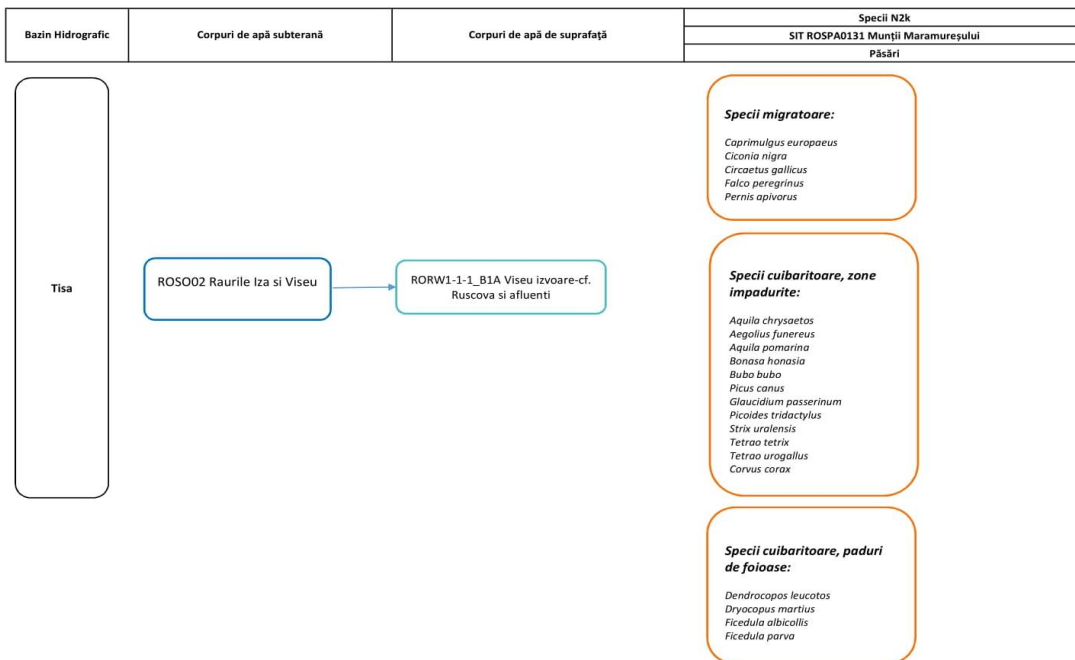 Bazin Hidrografic
Corpuri de apă subterană
Corpuri de apă de suprafață
Specii N2k
SIT ROSPA0131 Munții Maramureșului
Păsări
Tisa
ROSO02 Raurile Iza si Viseu
RORW1-1-1_B1A Viseu izvoare-cf.
Ruscova si afluenti
Specii migratoare:
Caprimulgus europaeus
Ciconia nigra
Circaetus gallicus
Falco peregrinus
Pernis apivorus
Specii cuibaritoare, zone
impadurite:
Aquila chrysaetos
Aegolius funereus
Aquila pomarina
Bonasa honasia
Bubo bubo
Picus canus
Glaucidium passerinum
Picoides tridactylus
Strix uralensis
Tetrao tetrix
Tetrao urogallus
Corvus corax
Specii cuibaritoare, paduri
de foioase:
Dendrocopos leucotos
Dryocopus martius
Ficedula albicollis
Ficedula parva